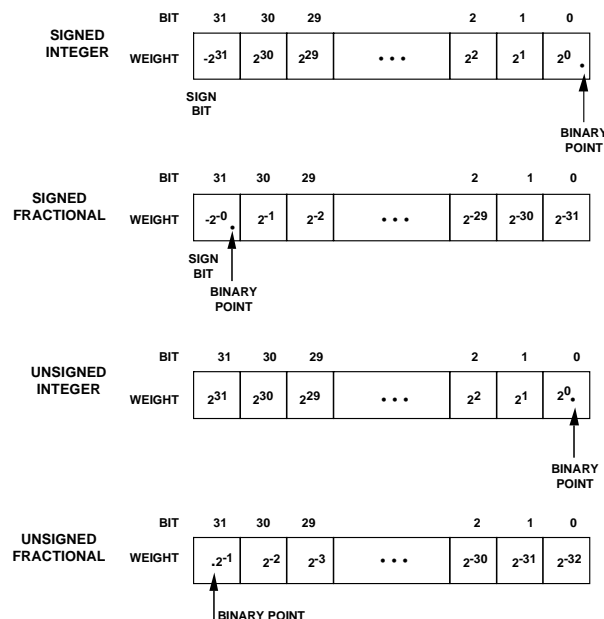 BIT 31 30 29 2 1 0
SIGNED
INTEGER
WEIGHT -2^31 2^30 2^29 • • • 2^2 2^1 2^0 .
SIGN
BIT
BINARY
POINT
BIT 31 30 29 2 1 0
SIGNED
FRACTIONAL
WEIGHT -2^-0 . 2^-1 2^-2 • • • 2^-29 2^-30 2^-31
SIGN
BIT
BINARY
POINT
BIT 31 30 29 2 1 0
UNSIGNED
INTEGER
WEIGHT 2^31 2^30 2^29 • • • 2^2 2^1 2^0.
BINARY
POINT
BIT 31 30 29 2 1 0
UNSIGNED
FRACTIONAL
WEIGHT .2^-1 2^-2 2^-3 • • • 2^-30 2^-31 2^-32
BINARY POINT